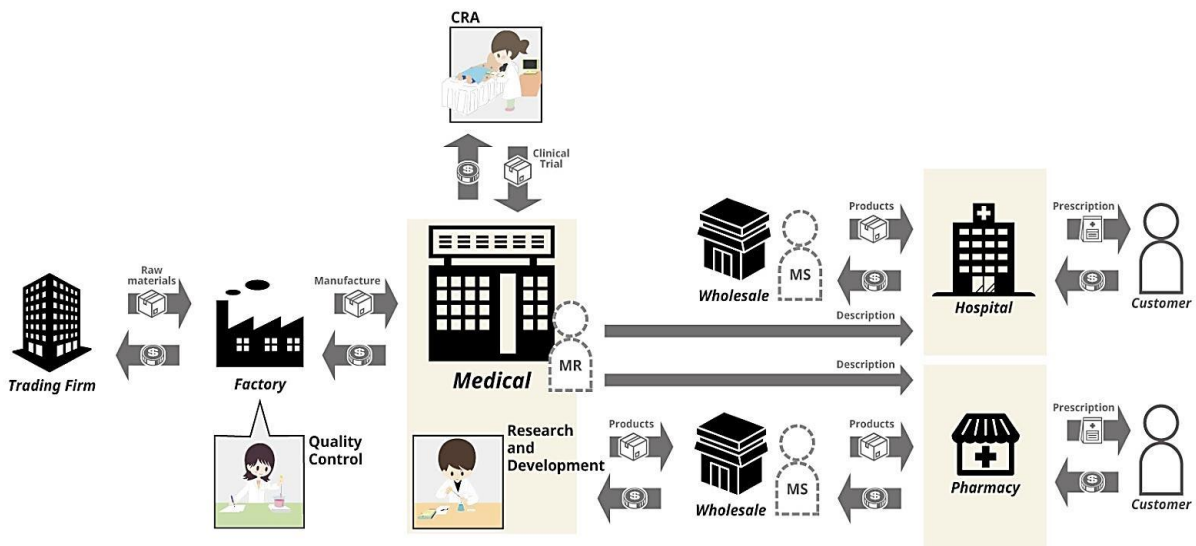 CRA
Clinical
Trial
Raw
materials
Trading Firm
Manufacture
Factory
Quality
Control
Medical
MR
Research
and
Development
Wholesale
MS
Products
Hospital
Prescription
Customer
Description
Description
Products
Wholesale
MS
Products
Pharmacy
Prescription
Customer